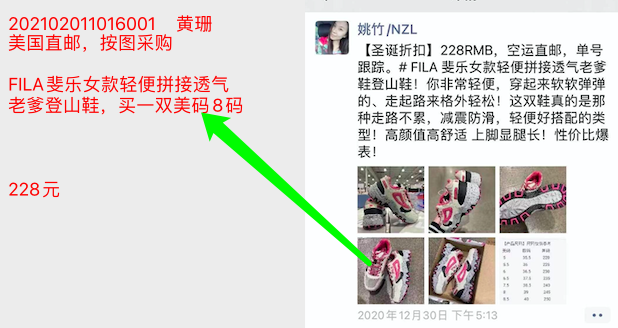 202102011016001 黄珊
美国直邮，按图采购
FILA斐乐女款轻便拼接透气
老爹登山鞋，买一双美码8码
228元
姚竹/NZL
【圣诞折扣】228RMB，空运直邮，单号
跟踪。# FILA 斐乐女款轻便拼接透气老爹
鞋登山鞋！你非常轻便，穿起来软软弹弹
的、走起路来格外轻松！这双鞋真的是那
种走路不累，减震防滑，轻便好搭配的类
型！高颜值高舒适 上脚显腿长！性价比爆
表！
2020年12月30日 下午5:13